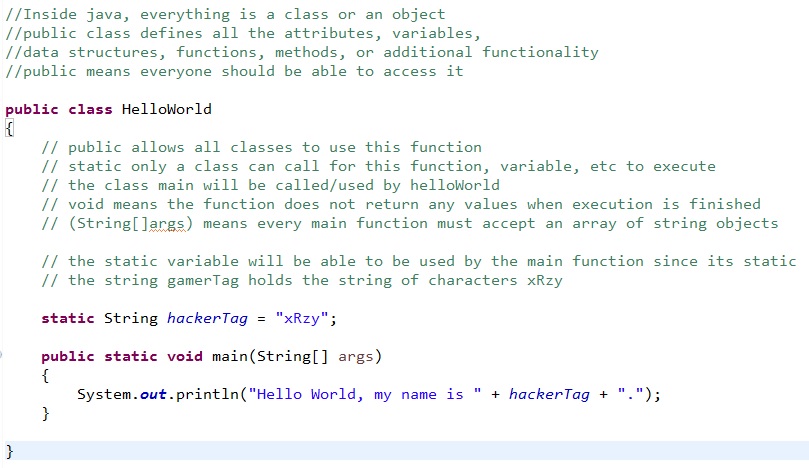 //Inside java, everything is a class or an object
//public class defines all the attributes, variables,
//data structures, functions, methods, or additional functionality
//public means everyone should be able to access it
public class HelloWorld
{
// public allows all classes to use this function
// static only a class can call for this function, variable, etc to execute
// the class main will be called/used by helloWorld
// void means the function does not return any values when execution is finished
// (String[]args) means every main function must accept an array of string objects
// the static variable will be able to be used by the main function since its static
// the string gamerTag holds the string of characters xRzy
static String hackerTag = "xRzy";
public static void main(String[] args)
{
System.out.println("Hello World, my name is " + hackerTag + ".");
}
}